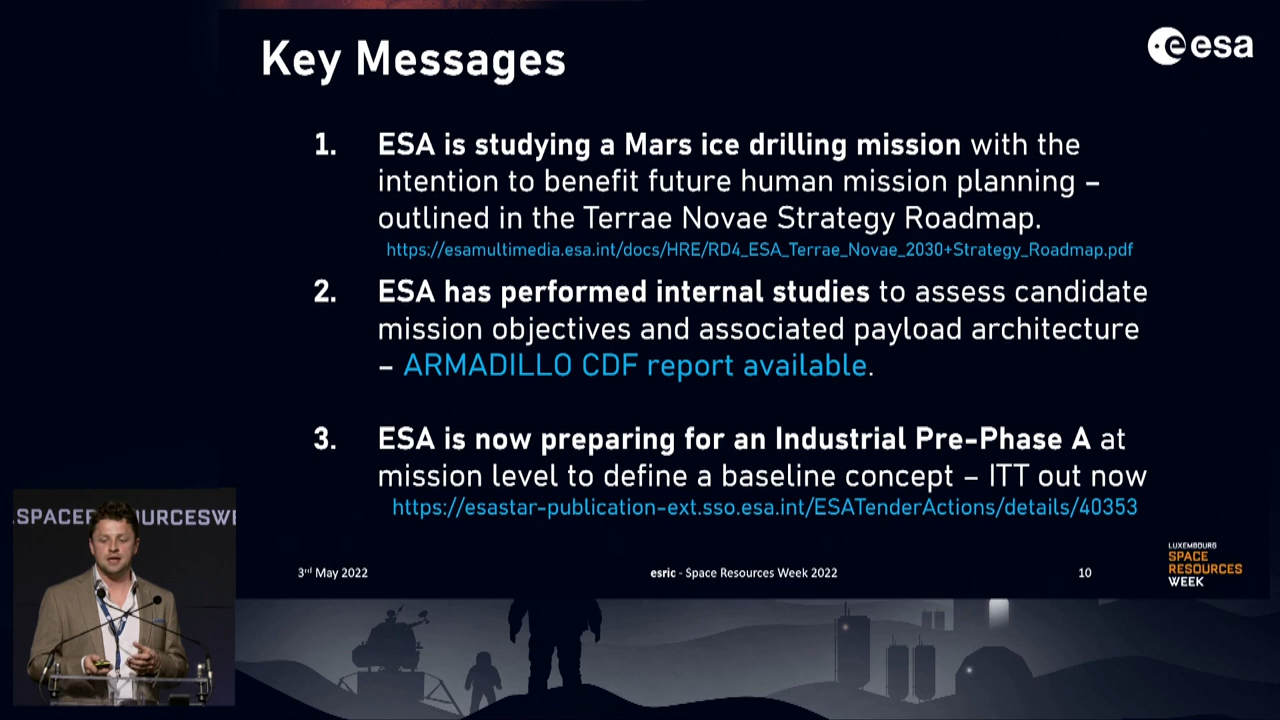 Key Messages
esa
1. ESA is studying a Mars ice drilling mission with the
intention to benefit future human mission planning –
outlined in the Terrae Novae Strategy Roadmap.
https://esamultimedia.esa.int/docs/HRE/RD4_ESA_Terrae_Novae_2030+Strategy_Roadmap.pdf
2. ESA has performed internal studies to assess candidate
mission objectives and associated payload architecture
– ARMADILLO CDF report available.
3. ESA is now preparing for an Industrial Pre-Phase A at
mission level to define a baseline concept – ITT out now
https://esastar-publication-ext.sso.esa.int/ESATenderActions/details/40353
.SPACER URCESWE
3rd May 2022
esric - Space Resources Week 2022
10
LUXEMBOURG
SPACE
RESOURCES
WEEK